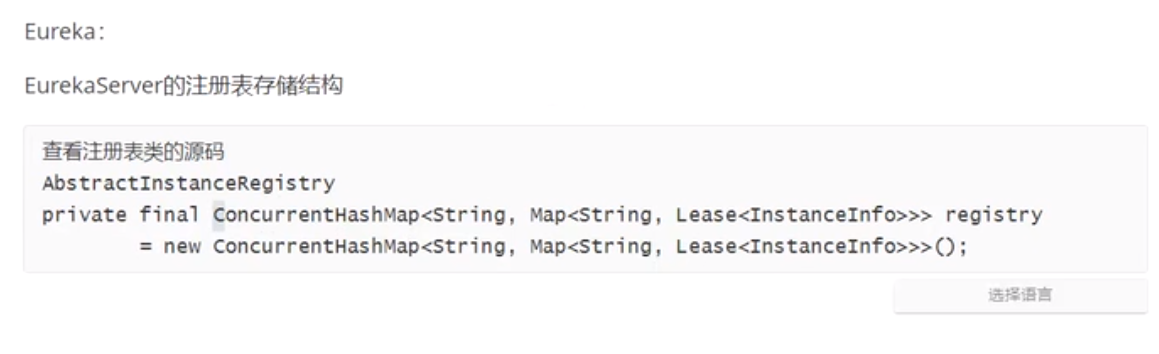 Eureka：
EurekaServer的注册表存储结构
查看注册表类的源码
AbstractInstanceRegistry
private final ConcurrentHashMap<String, Map<String, Lease<InstanceInfo>>> registry
= new ConcurrentHashMap<String, Map<String, Lease<InstanceInfo>>>();
选择语言